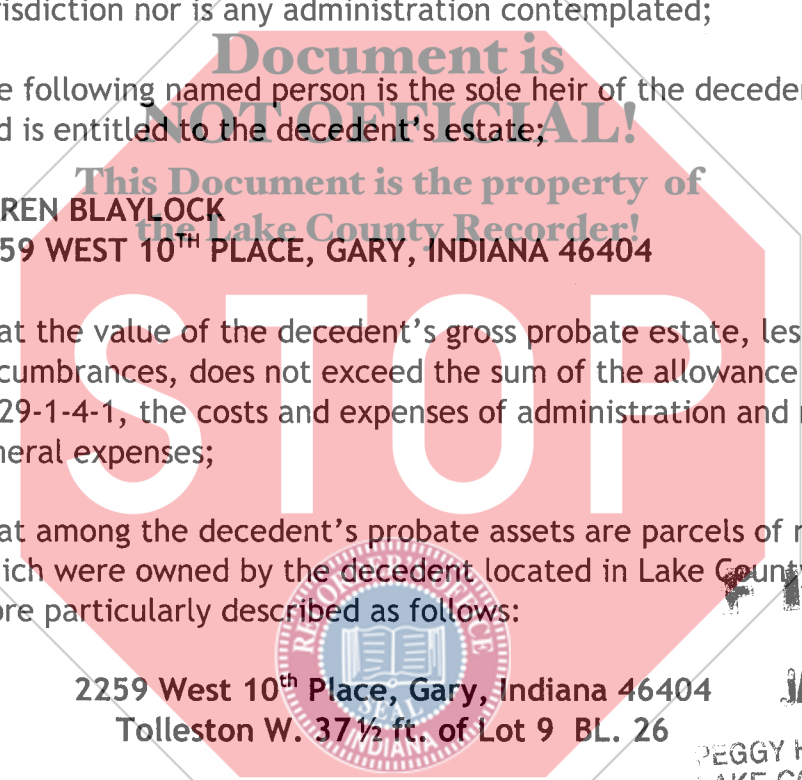 risdiction nor is any administration contemplated;
Document is
e following named person is the sole heir of the deceden
NOT OFFICIAL!
d is entitled to the decedent's estate;
This Document is the property of
REN BLAYLOCK
the Lake County Recorder!
59 WEST 10TH PLACE, GARY, INDIANA 46404
STOP
at the value of the decedent's gross probate estate, les
cumbrances, does not exceed the sum of the allowance
29-1-4-1, the costs and expenses of administration and
neral expenses;
at among the decedent's probate assets are parcels of
ich were owned by the decedent located in Lake County
ore particularly described as follows:
2259 West 10th Place, Gary, Indiana 46404
Tolleston W. 37½ ft. of Lot 9 BL. 26
SEAL
INDIANA
PEGGY